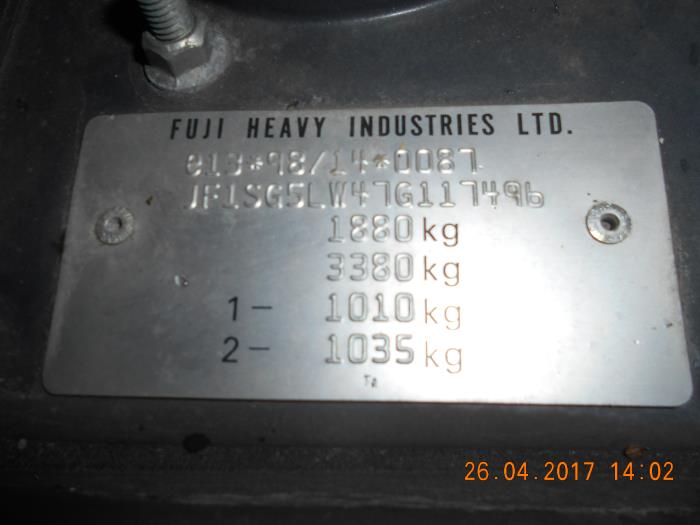 FUJI HEAVY INDUSTRIES LTD.
e13*98/14*0087
JF1SG5LW47G117496
1880 kg
3380 kg
1- 1010 kg
2- 1035 kg
26.04.2017 14:02